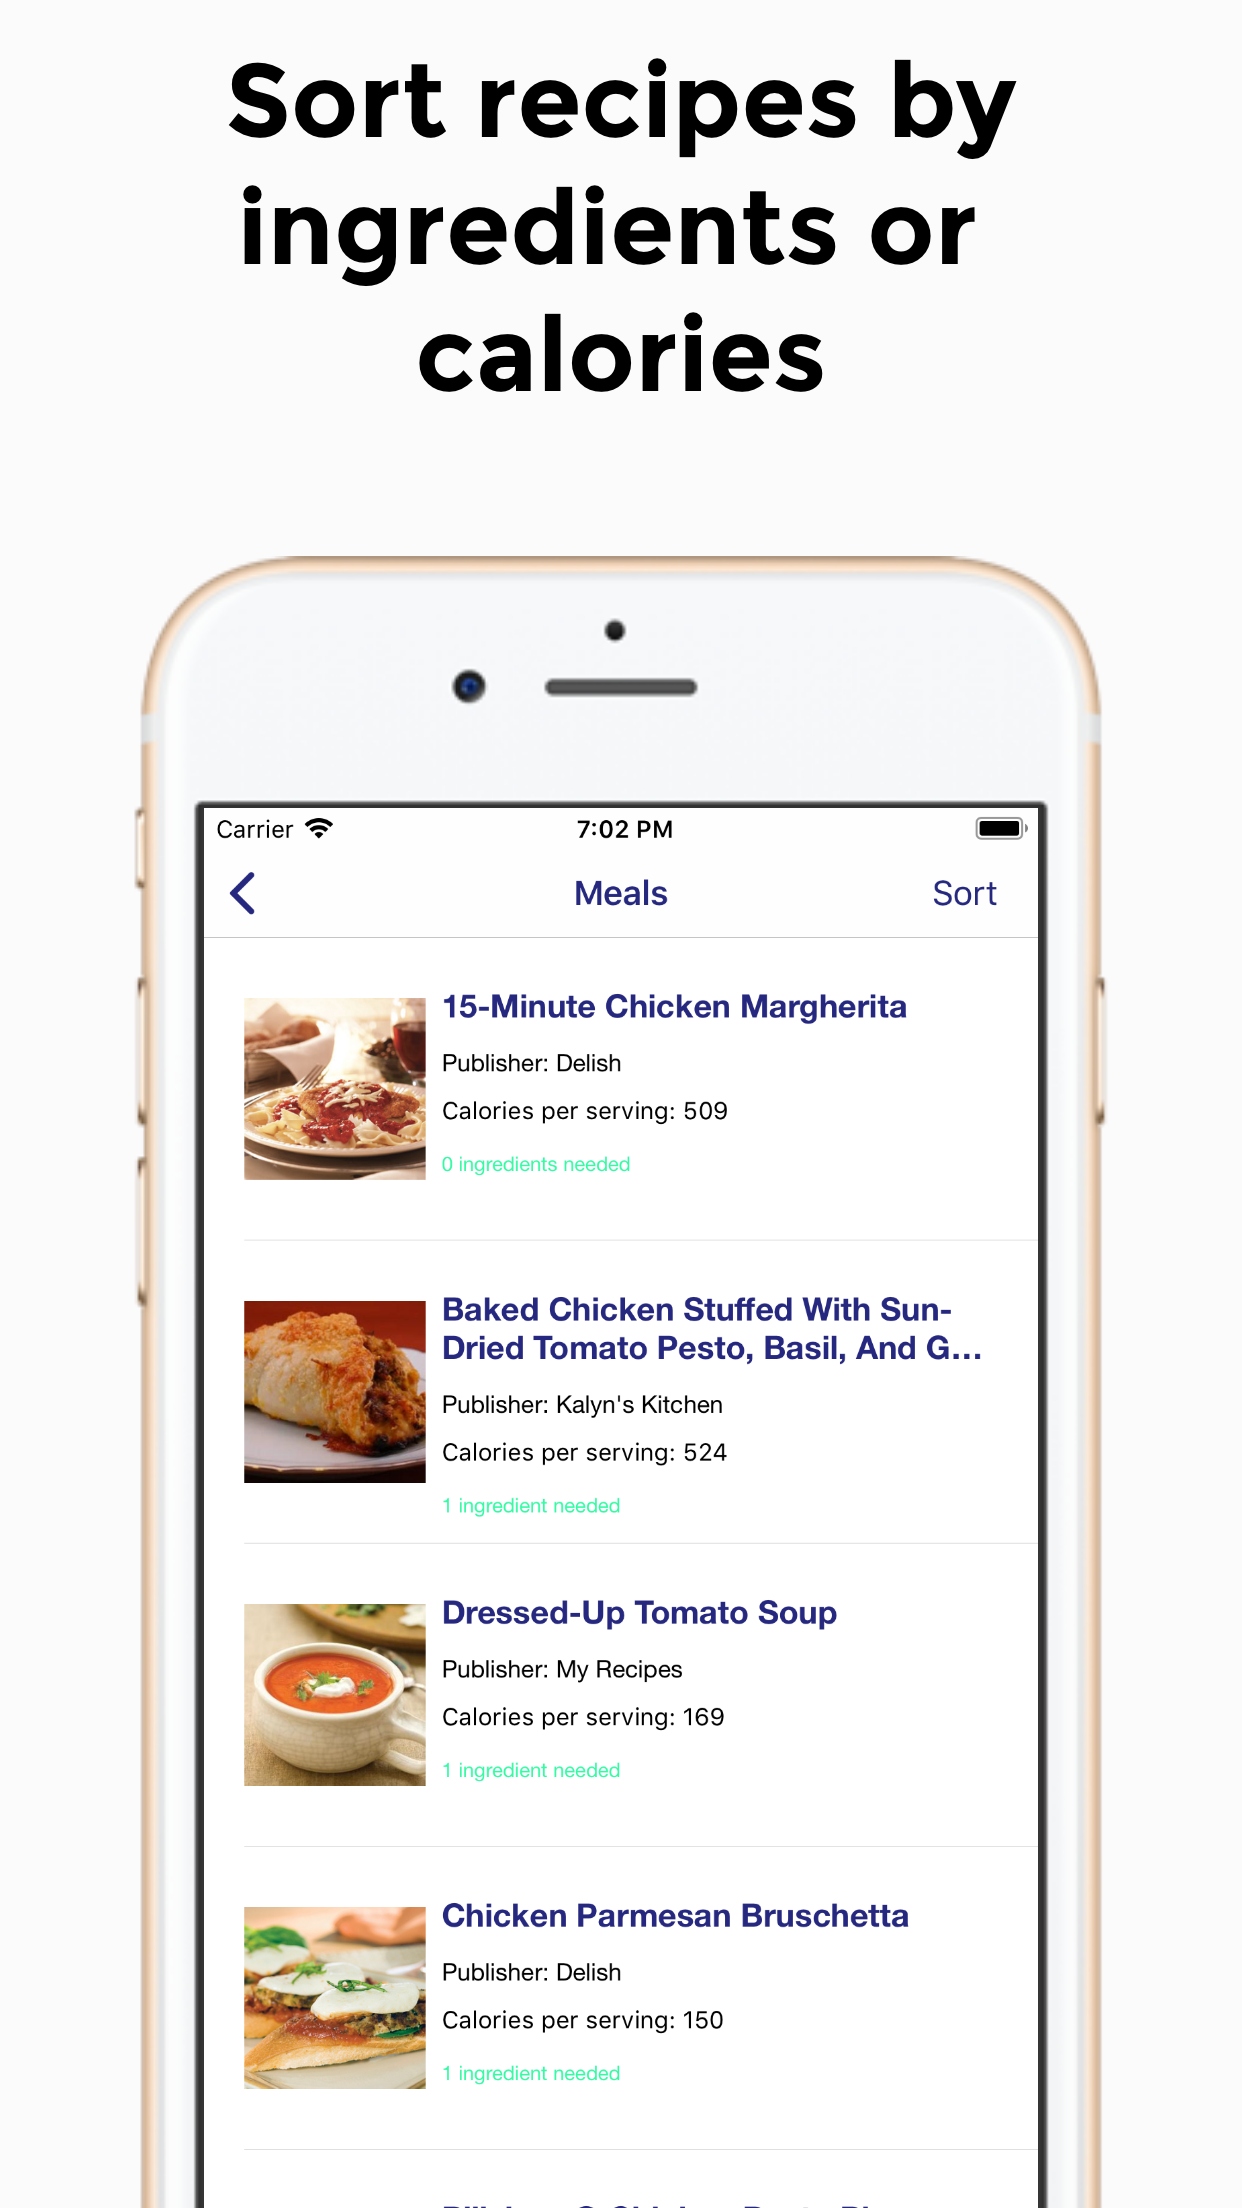 Sort recipes by
ingredients or
calories
Carrier
7:02 PM
Meals
Sort
15-Minute Chicken Margherita
Publisher: Delish
Calories per serving: 509
0 ingredients needed
Baked Chicken Stuffed With Sun-
Dried Tomato Pesto, Basil, And G...
Publisher: Kalyn's Kitchen
Calories per serving: 524
1 ingredient needed
Dressed-Up Tomato Soup
Publisher: My Recipes
Calories per serving: 169
1 ingredient needed
Chicken Parmesan Bruschetta
Publisher: Delish
Calories per serving: 150
1 ingredient needed